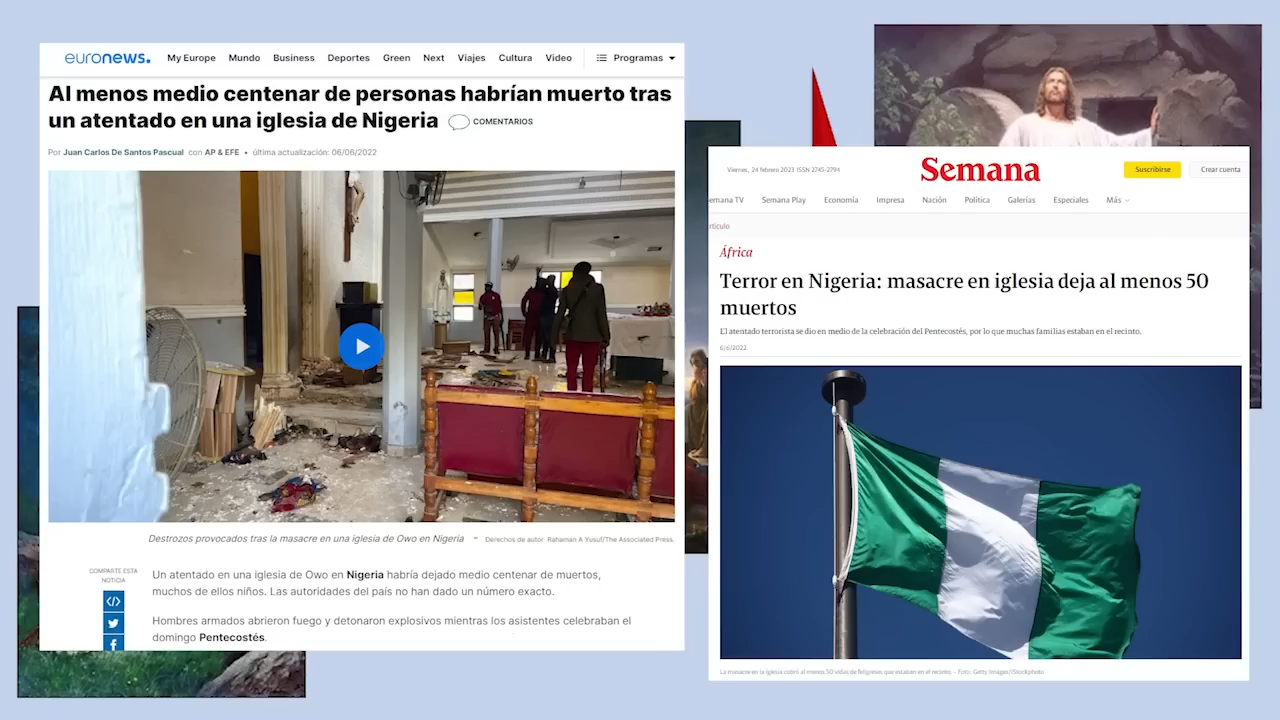 euronews.
My Europe Mundo Business Deportes Green Next Viajes Cultura Video Programas
Al menos medio centenar de personas habrían muerto tras
un atentado en una iglesia de Nigeria COMENTARIOS
Por Juan Carlos De Santos Pascual con AP & EFE • última actualización: 06/06/2022
Destrozos provocados tras la masacre en una iglesia de Owo en Nigeria - Derechos de autor Rahaman A Yusuf/The Associated Press.
COMPARTE ESTA
NOTICIA
Un atentado en una iglesia de Owo en Nigeria habría dejado medio centenar de muertos,
muchos de ellos niños. Las autoridades del país no han dado un número exacto.
Hombres armados abrieron fuego y detonaron explosivos mientras los asistentes celebraban el
domingo Pentecostés.
Viernes, 24 febrero 2023 ISSN 2745-2794
Semana
Suscribirse
Crear cuenta
emana TV Semana Play Economía Impresa Nación Política Galerías Especiales Más
rtículo
África
Terror en Nigeria: masacre en iglesia deja al menos 50
muertos
El atentado terrorista se dio en medio de la celebración del Pentecostés, por lo que muchas familias estaban en el recinto.
6/6/2022
La masacre en la iglesia cobró al menos 50 vidas de feligreses que estaban en el recinto. - Foto: Getty Images/iStockphoto